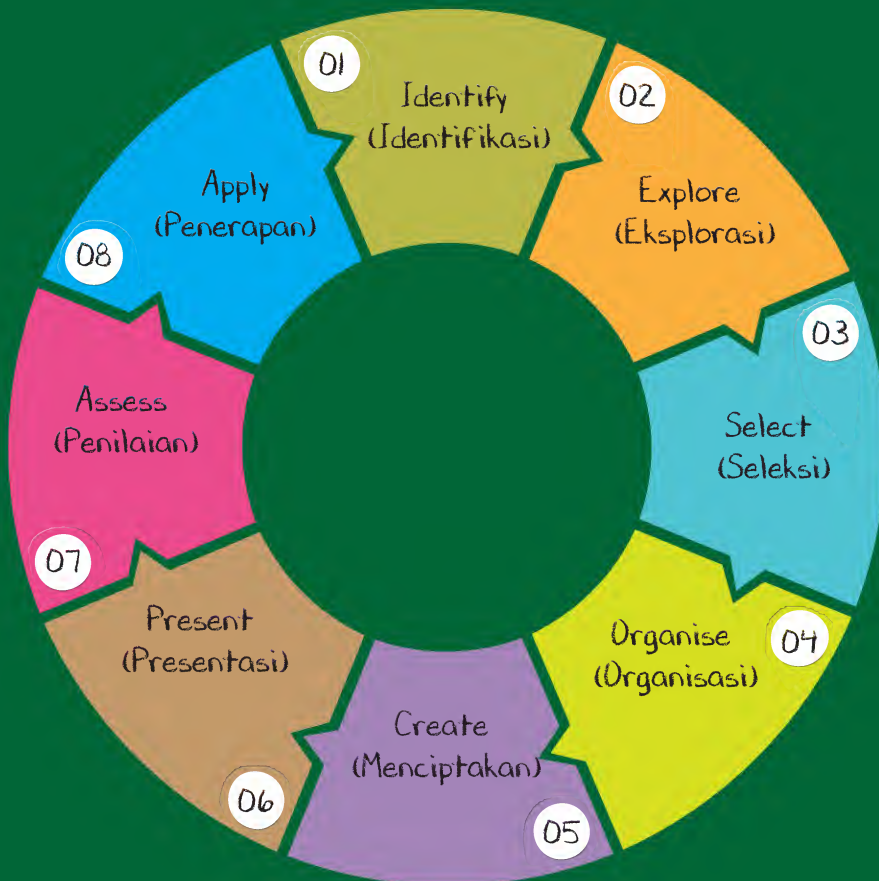 01
Identify
(Identifikasi)
02
Explore
(Eksplorasi)
03
Select
(Seleksi)
04
Organise
(Organisasi)
05
Create
(Menciptakan)
06
Present
(Presentasi)
07
Assess
(Penilaian)
08
Apply
(Penerapan)